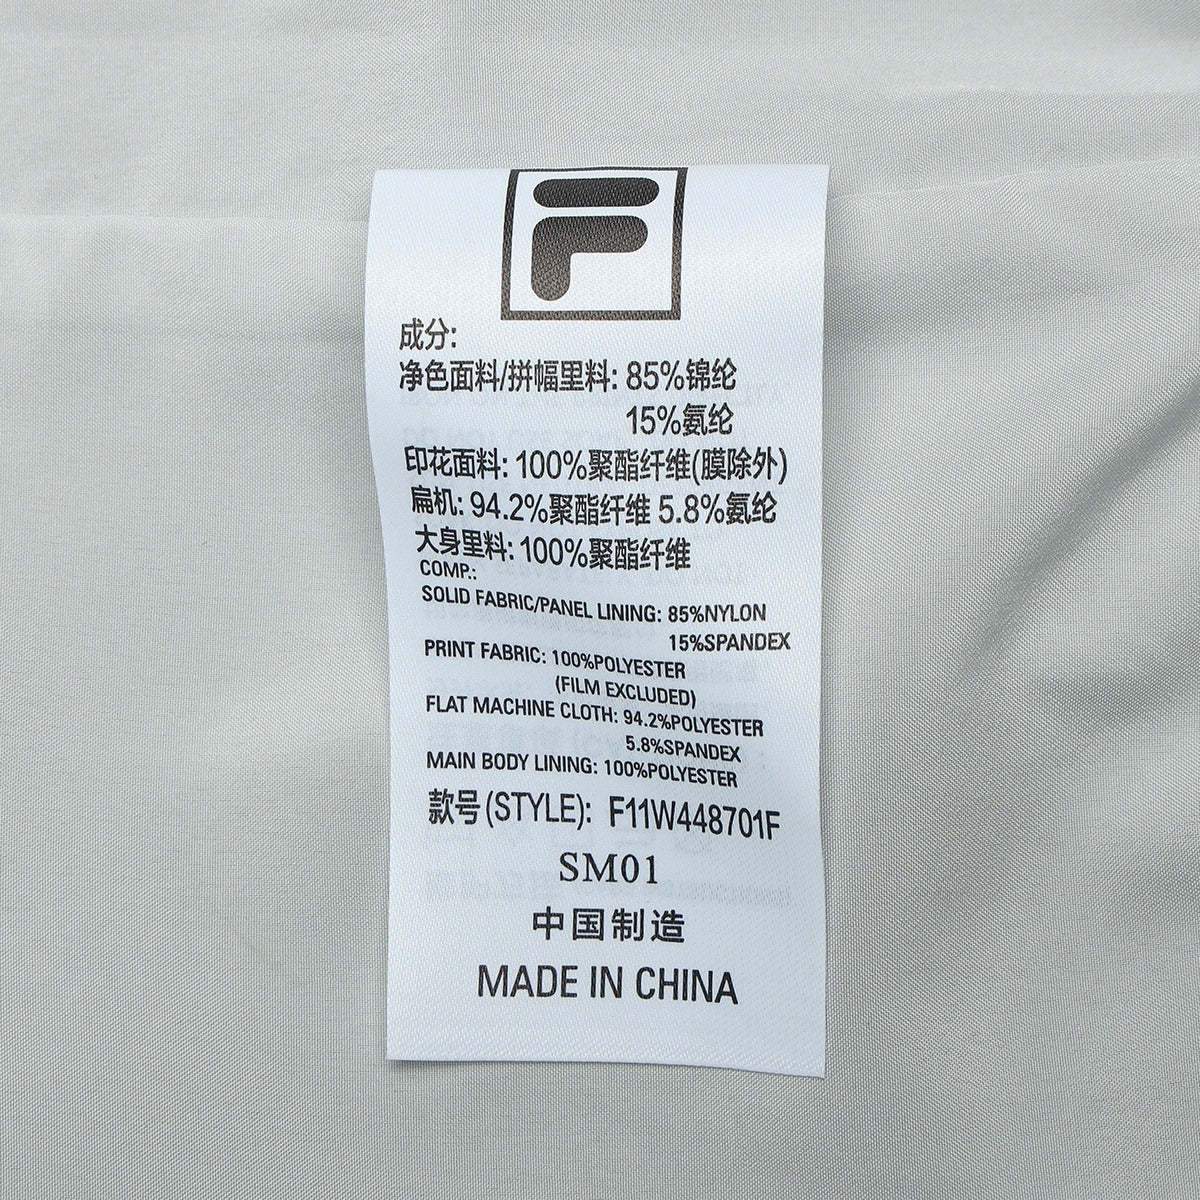 F
成分:
净色面料/拼幅里料: 85%锦纶
15%氨纶
印花面料: 100%聚酯纤维(膜除外)
扁机: 94.2%聚酯纤维 5.8%氨纶
大身里料: 100%聚酯纤维
COMP.:
SOLID FABRIC/PANEL LINING: 85%NYLON
15%SPANDEX
PRINT FABRIC: 100%POLYESTER
(FILM EXCLUDED)
FLAT MACHINE CLOTH: 94.2%POLYESTER
5.8%SPANDEX
MAIN BODY LINING: 100%POLYESTER
款号(STYLE): F11W448701F
SM01
中国制造
MADE IN CHINA